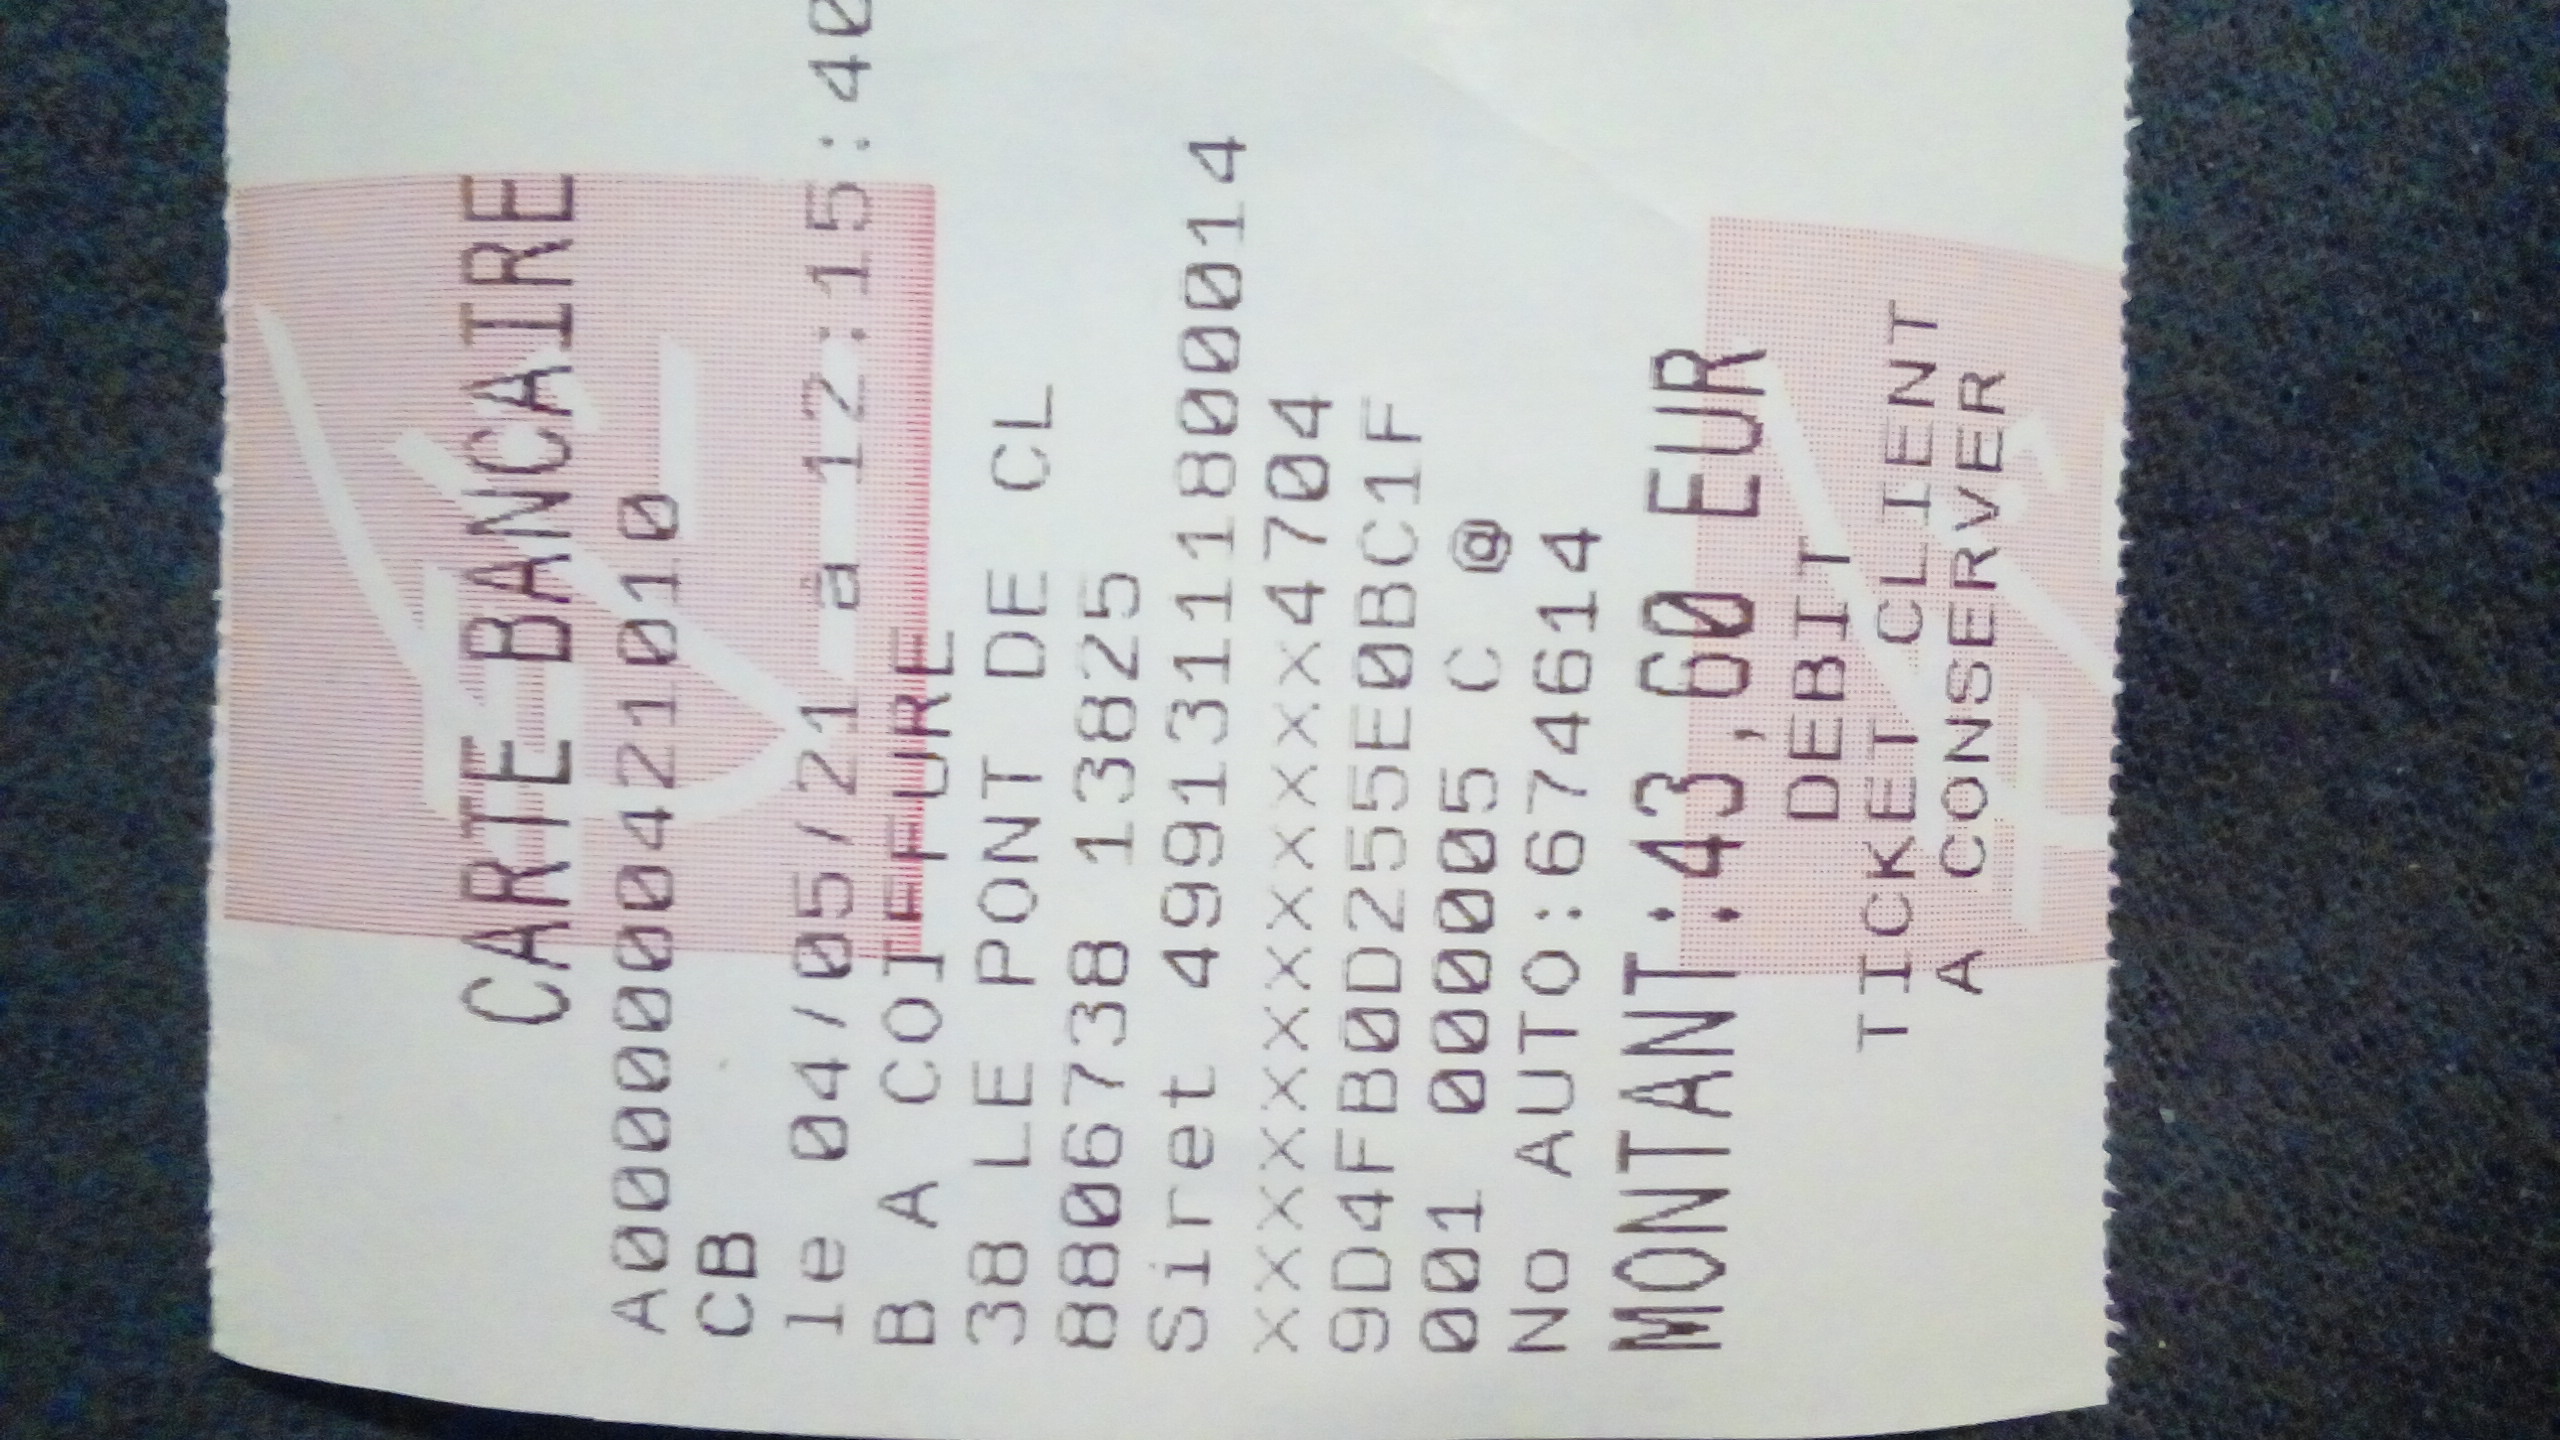 CARTE BANCAIRE
A0000000421010
CB
le 04/05/21 a 12:15:40
B A COIFFURE
38 LE PONT DE CL
8806738 13825
Siret 49913111800014
xxxxxxxxxxxx4704
9D4FB0D255E0BC1F
001 000005 C @
No AUTO:674614
MONTANT:43,60 EUR
DEBIT
TICKET CLIENT
A CONSERVER